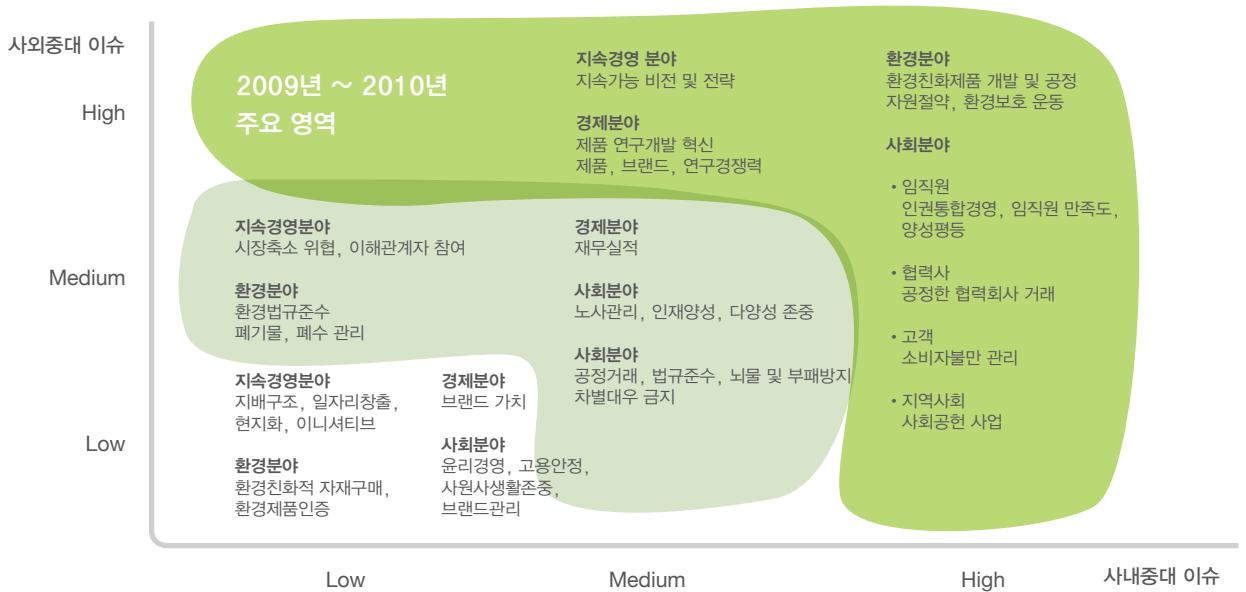 사외중대 이슈
High
Medium
Low
2009년 ~ 2010년
주요 영역
지속경영 분야
지속가능 비전 및 전략
경제분야
제품 연구개발 혁신
제품, 브랜드, 연구경쟁력
환경분야
환경친화제품 개발 및 공정
자원절약, 환경보호 운동
사회분야
• 임직원
인권통합경영, 임직원 만족도,
양성평등
• 협력사
공정한 협력회사 거래
• 고객
소비자불만 관리
• 지역사회
사회공헌 사업
지속경영분야
시장축소 위협, 이해관계자 참여
환경분야
환경법규준수
폐기물, 폐수 관리
경제분야
재무실적
사회분야
노사관리, 인재양성, 다양성 존중
사회분야
공정거래, 법규준수, 뇌물 및 부패방지
차별대우 금지
지속경영분야
지배구조, 일자리창출,
현지화, 이니셔티브
환경분야
환경친화적 자재구매,
환경제품인증
경제분야
브랜드 가치
사회분야
윤리경영, 고용안정,
사원사생활존중,
브랜드관리
Low
Medium
High
사내중대 이슈